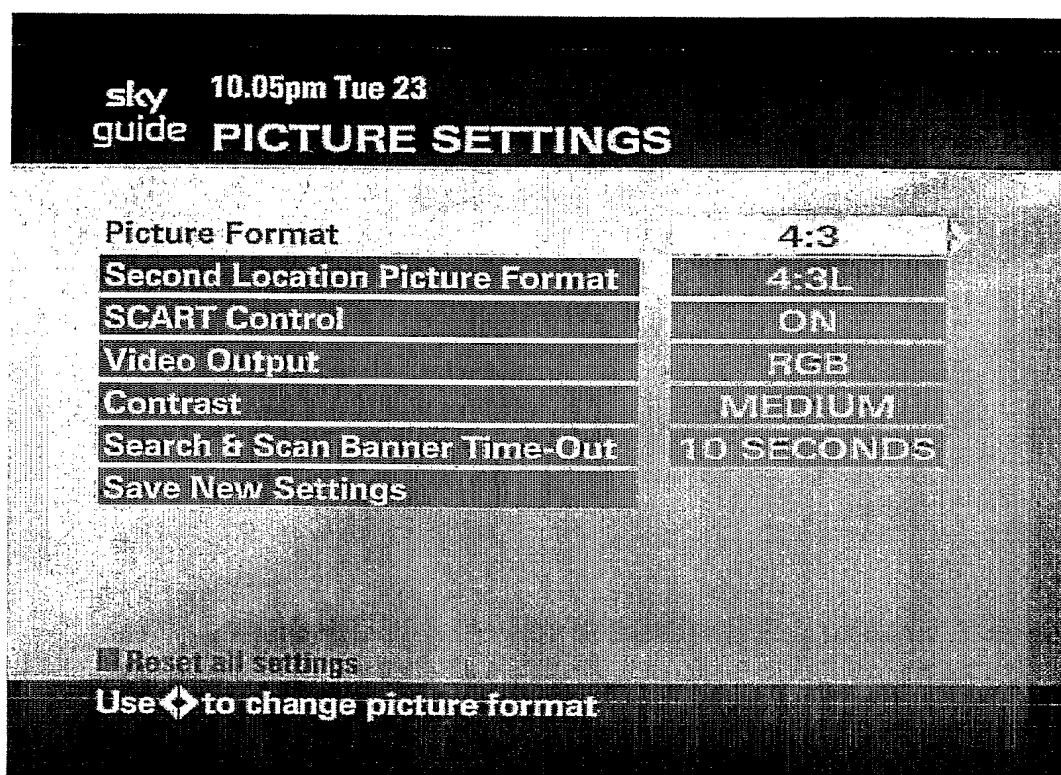 sky guide
10.05pm Tue 23
PICTURE SETTINGS
Picture Format 4:3
Second Location Picture Format 4:3L
SCART Control ON
Video Output RGB
Contrast MEDIUM
Search & Scan Banner Time-Out 10 SECONDS
Save New Settings
Reset all settings
Use to change picture format